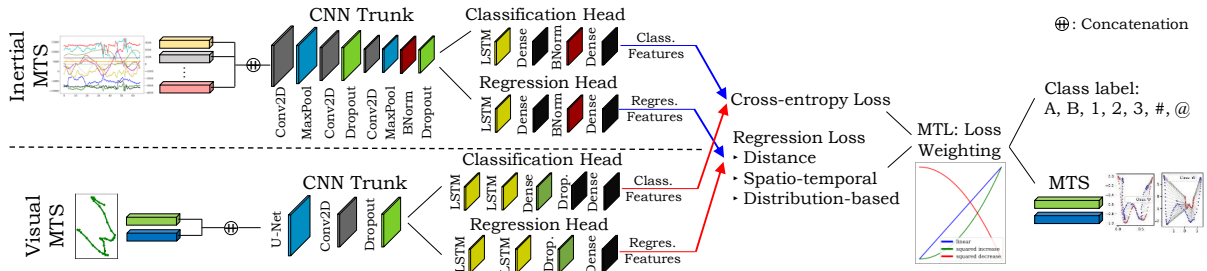 Inertial
MTS
CNN Trunk
Conv2D
MaxPool
Conv2D
Dropout
Conv2D
MaxPool
BNorm
Dropout
Classification Head
LSTM
Dense
BNorm
Dense
Class.
Features
Regression Head
LSTM
Dense
BNorm
Dense
Regres.
Features
Visual
MTS
CNN Trunk
U-Net
Conv2D
Dropout
Classification Head
LSTM
LSTM
Dense
Drop.
Dense
Class.
Features
Regression Head
LSTM
LSTM
Drop.
Dense
Regres.
Features
Cross-entropy Loss
Regression Loss
‣ Distance
‣ Spatio-temporal
‣ Distribution-based
MTL: Loss
Weighting
linear
squared increase
squared decrease
: Concatenation
Class label:
A, B, 1, 2, 3, #, @
MTS